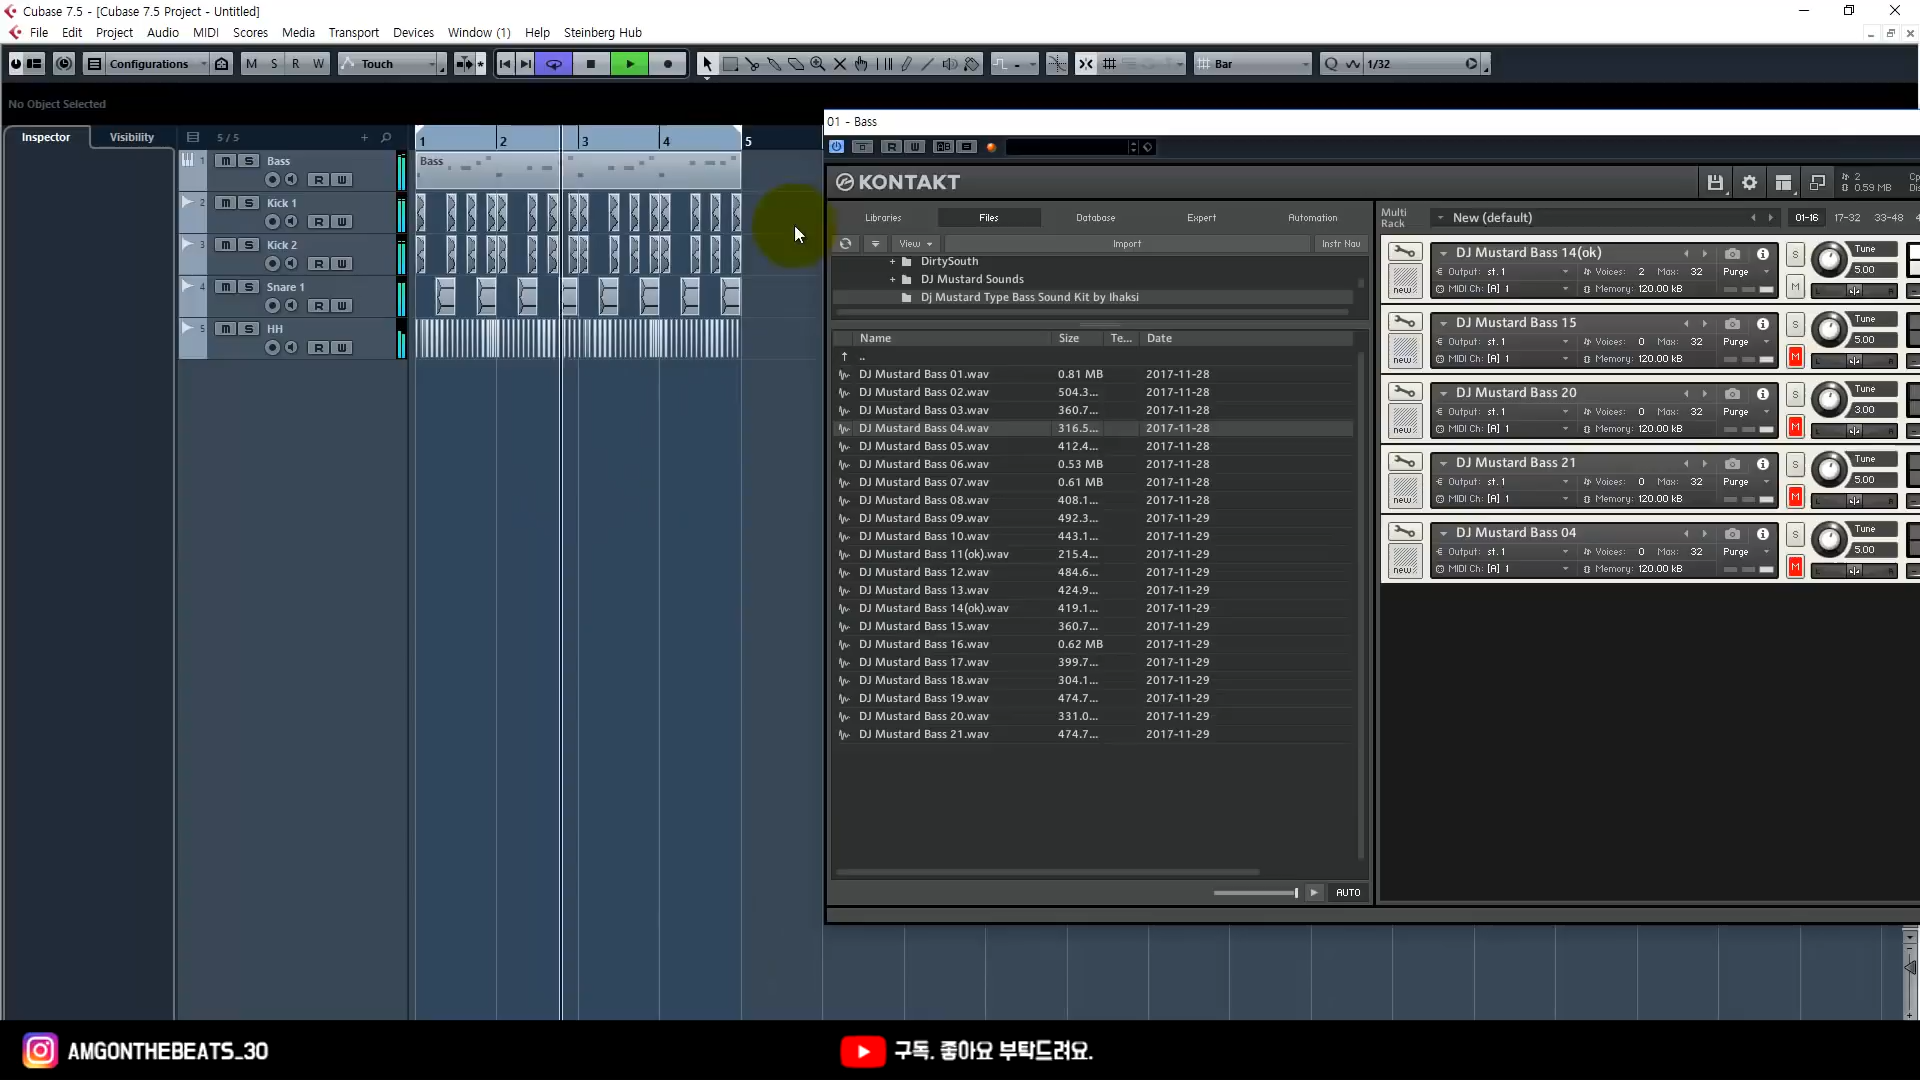 Cubase 7.5 - [Cubase 7.5 Project - Untitled]
File Edit Project Audio MIDI Scores Media Transport Devices Window (1) Help Steinberg Hub
Configurations M S R W Touch Bar Q 1/32
No Object Selected
Inspector Visibility 5/5 1 2 3 4 5
1 m S Bass R W
Bass
2 m S Kick 1 R W
3 m S Kick 2 R W
4 m S Snare 1 R W
5 m S HH R W
01 - Bass
R W AB
KONTAKT
2
0.59 MB
Libraries Files Database Expert Automation
View Import Instr Nav
DirtySouth
DJ Mustard Sounds
Dj Mustard Type Bass Sound Kit by Ihaksi
Name Size Te... Date
..
DJ Mustard Bass 01.wav 0.81 MB 2017-11-28
DJ Mustard Bass 02.wav 504.3... 2017-11-28
DJ Mustard Bass 03.wav 360.7... 2017-11-28
DJ Mustard Bass 04.wav 316.5... 2017-11-28
DJ Mustard Bass 05.wav 412.4... 2017-11-28
DJ Mustard Bass 06.wav 0.53 MB 2017-11-28
DJ Mustard Bass 07.wav 0.61 MB 2017-11-28
DJ Mustard Bass 08.wav 408.1... 2017-11-28
DJ Mustard Bass 09.wav 492.3... 2017-11-29
DJ Mustard Bass 10.wav 443.1... 2017-11-29
DJ Mustard Bass 11(ok).wav 215.4... 2017-11-29
DJ Mustard Bass 12.wav 484.6... 2017-11-29
DJ Mustard Bass 13.wav 424.9... 2017-11-29
DJ Mustard Bass 14(ok).wav 419.1... 2017-11-29
DJ Mustard Bass 15.wav 360.7... 2017-11-29
DJ Mustard Bass 16.wav 0.62 MB 2017-11-29
DJ Mustard Bass 17.wav 399.7... 2017-11-29
DJ Mustard Bass 18.wav 304.1... 2017-11-29
DJ Mustard Bass 19.wav 474.7... 2017-11-29
DJ Mustard Bass 20.wav 331.0... 2017-11-29
DJ Mustard Bass 21.wav 474.7... 2017-11-29
AUTO
Multi Rack New (default) 01-16 17-32 33-48
DJ Mustard Bass 14(ok) S Tune
Output: st.1 Voices: 2 Max: 32 Purge 5.00
new.. MIDI Ch: [A] 1 Memory: 120.00 kB M
DJ Mustard Bass 15 S Tune
Output: st.1 Voices: 0 Max: 32 Purge 5.00
new.. MIDI Ch: [A] 1 Memory: 120.00 kB M
DJ Mustard Bass 20 S Tune
Output: st.1 Voices: 0 Max: 32 Purge 3.00
new.. MIDI Ch: [A] 1 Memory: 120.00 kB M
DJ Mustard Bass 21 S Tune
Output: st.1 Voices: 0 Max: 32 Purge 5.00
new.. MIDI Ch: [A] 1 Memory: 120.00 kB M
DJ Mustard Bass 04 S Tune
Output: st.1 Voices: 0 Max: 32 Purge 5.00
new.. MIDI Ch: [A] 1 Memory: 120.00 kB M
AMGONTHEBEATS_30
구독. 좋아요 부탁드려요.